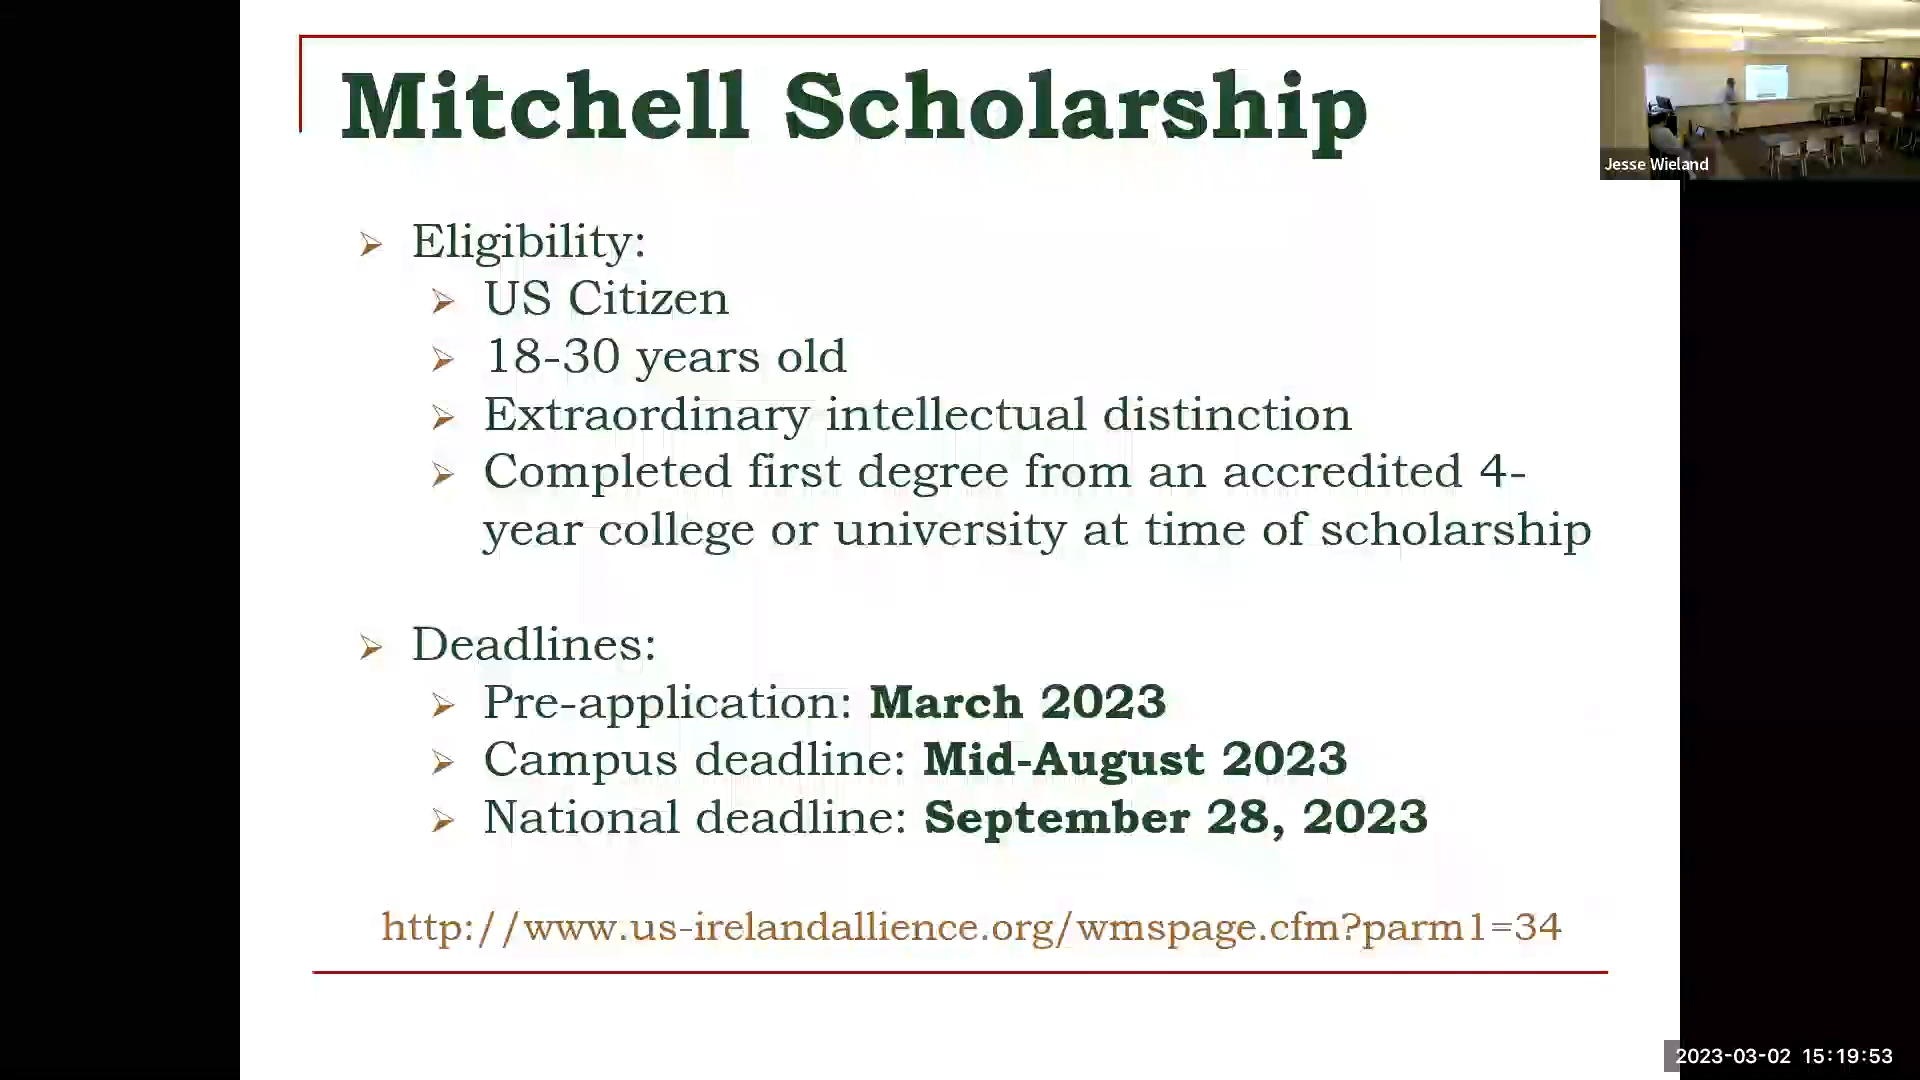 Mitchell Scholarship
Jesse Wieland
Eligibility:
US Citizen
18-30 years old
Extraordinary intellectual distinction
Completed first degree from an accredited 4-
year college or university at time of scholarship
Deadlines:
Pre-application: March 2023
Campus deadline: Mid-August 2023
National deadline: September 28, 2023
http://www.us-irelandallience.org/wmspage.cfm?parm1=34
2023-03-02 15:19:53